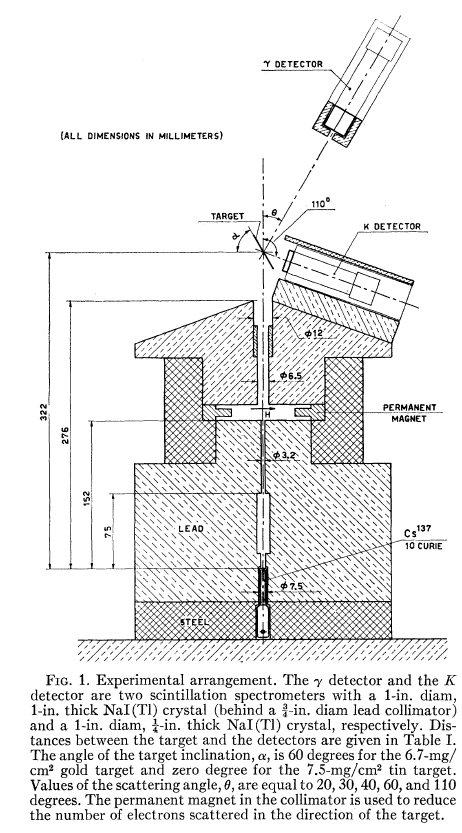 γ DETECTOR
(ALL DIMENSIONS IN MILLIMETERS)
θ
110°
TARGET
α
K DETECTOR
ϕ12
ϕ6.5
H
PERMANENT
MAGNET
322
276
152
ϕ3.2
75
LEAD
Cs137
10 CURIE
ϕ7.5
STEEL
FIG. 1. Experimental arrangement. The γ detector and the K
detector are two scintillation spectrometers with a 1-in. diam,
1-in. thick NaI(Tl) crystal (behind a ¾-in. diam lead collimator)
and a 1-in. diam, ¼-in. thick NaI(Tl) crystal, respectively. Dis-
tances between the target and the detectors are given in Table I.
The angle of the target inclination, α, is 60 degrees for the 6.7-mg/
cm² gold target and zero degree for the 7.5-mg/cm² tin target.
Values of the scattering angle, θ, are equal to 20, 30, 40, 60, and 110
degrees. The permanent magnet in the collimator is used to reduce
the number of electrons scattered in the direction of the target.